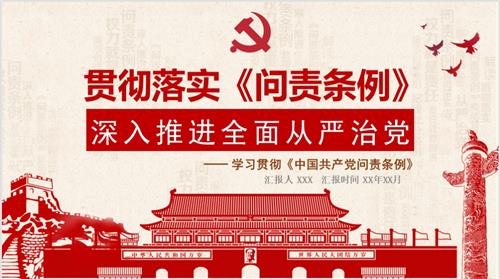 贯彻落实《问责条例》
深入推进全面从严治党
—— 学习贯彻《中国共产党问责条例》
汇报人 XXX 汇报时间 XX年XX月
中华人民共和国万岁
世界人民大团结万岁